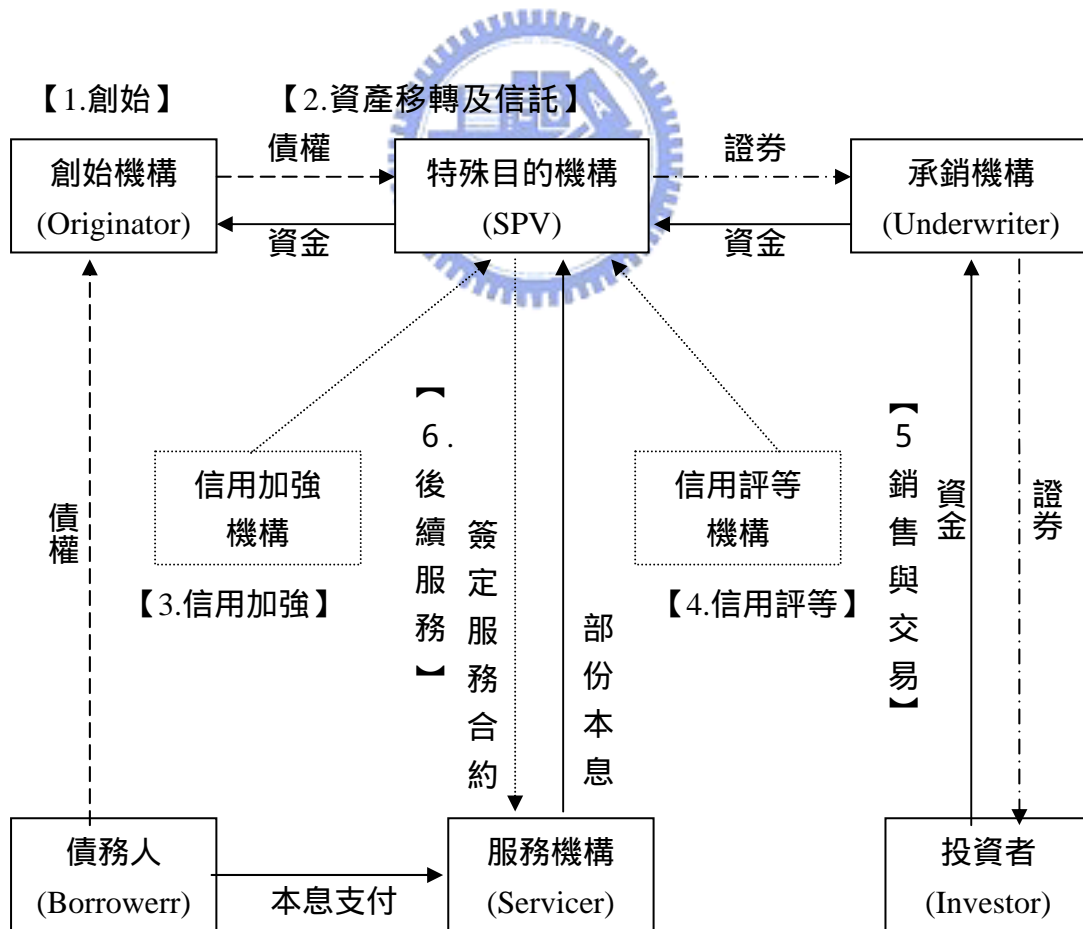 【1.創始】
【2.資產移轉及信託】
創始機構
(Originator)
債權
資金
特殊目的機構
(SPV)
證券
資金
承銷機構
(Underwriter)
債權
信用加強
機構
【3.信用加強】
【6.後續服務】
簽定服務合約
部份本息
信用評等
機構
【4.信用評等】
【5銷售與交易】
資金
證券
債務人
(Borrowerr)
本息支付
服務機構
(Servicer)
投資者
(Investor)